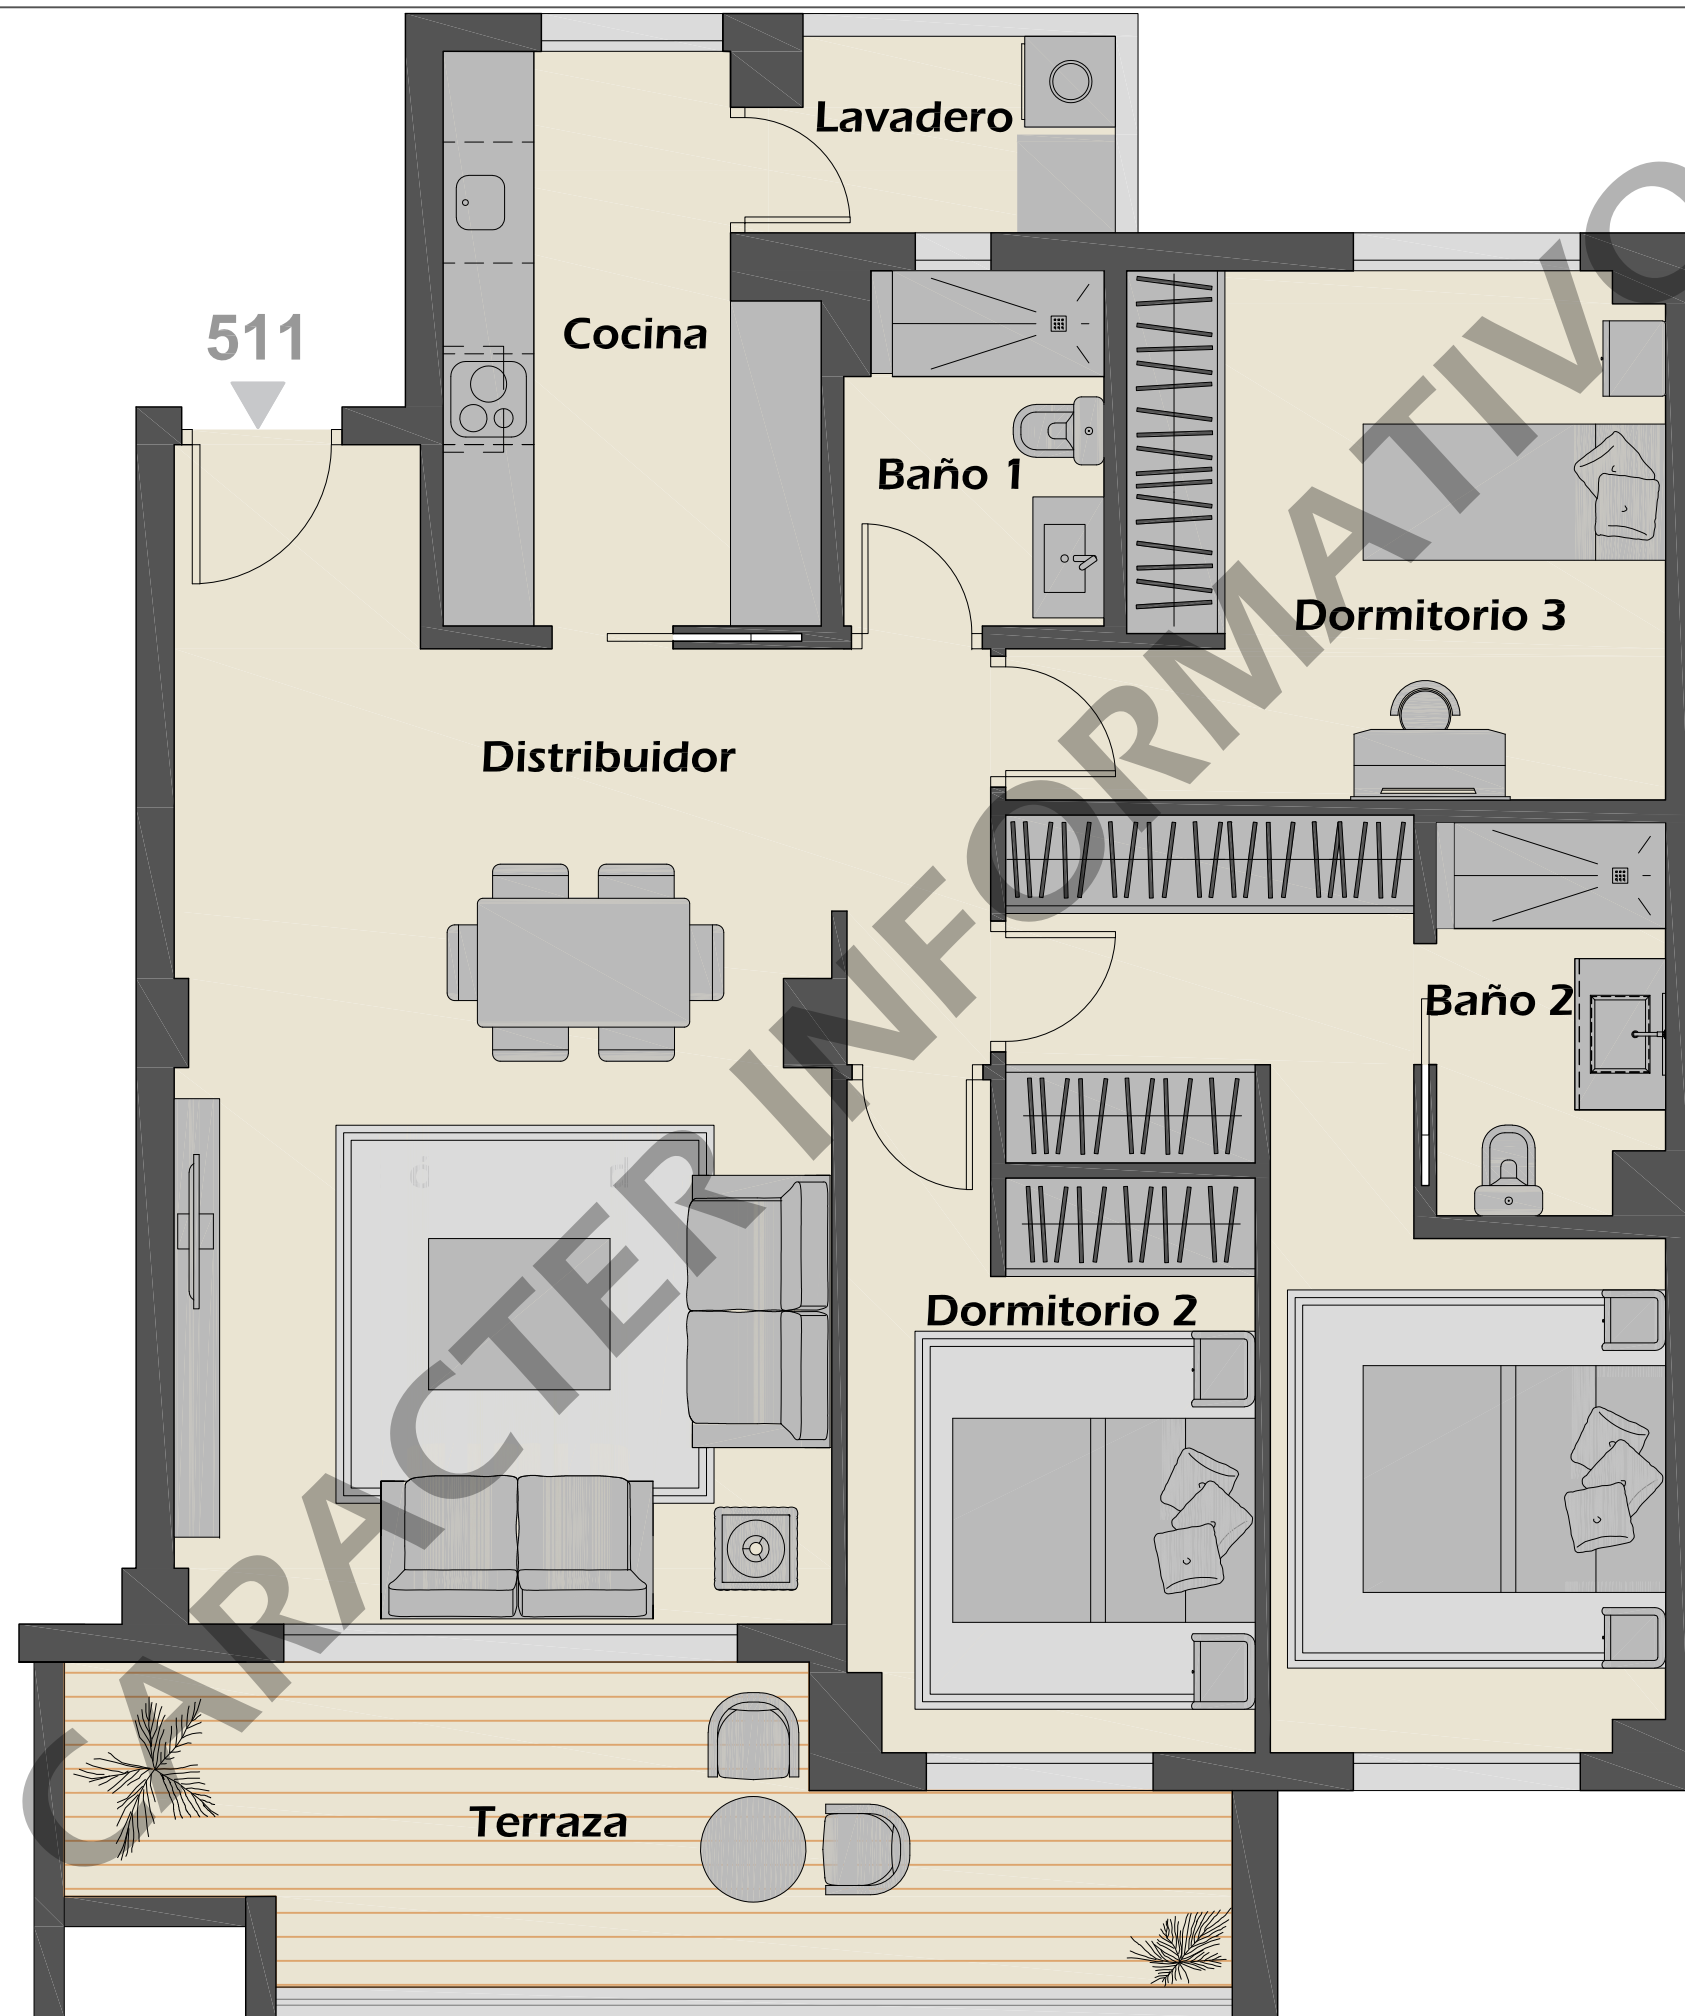 Lavadero
511
Cocina
Baño 1
Dormitorio 3
Distribuidor
Baño 2
Dormitorio 2
Terraza
CARACTER INFORMATIVO